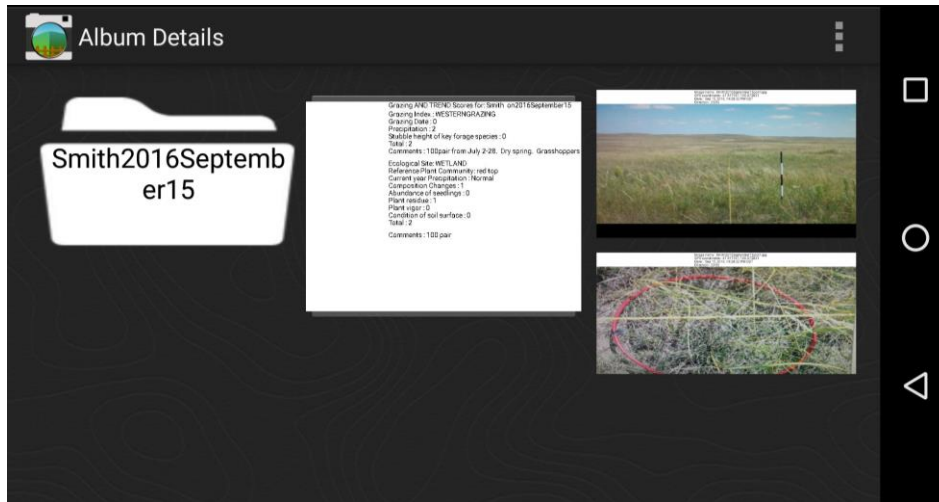 Album Details
Smith2016Septemb
er15
Grazing AND TREND Scores for: Smith on2016September15
Grazing Index : WESTERNGRAZING
Grazing Date : 0
Precipitation : 2
Stubble height of key forage species : 0
Total : 2
Comments : 100pair from July 2-28. Dry spring. Grasshoppers
Ecological Site: WETLAND
Reference Plant Community: red top
Current year Precipitation : Normal
Composition Changes : 1
Abundance of seedlings : 0
Plant residue : 1
Plant vigor : 0
Condition of soil surface : 0
Total : 2
Comments : 100 pair